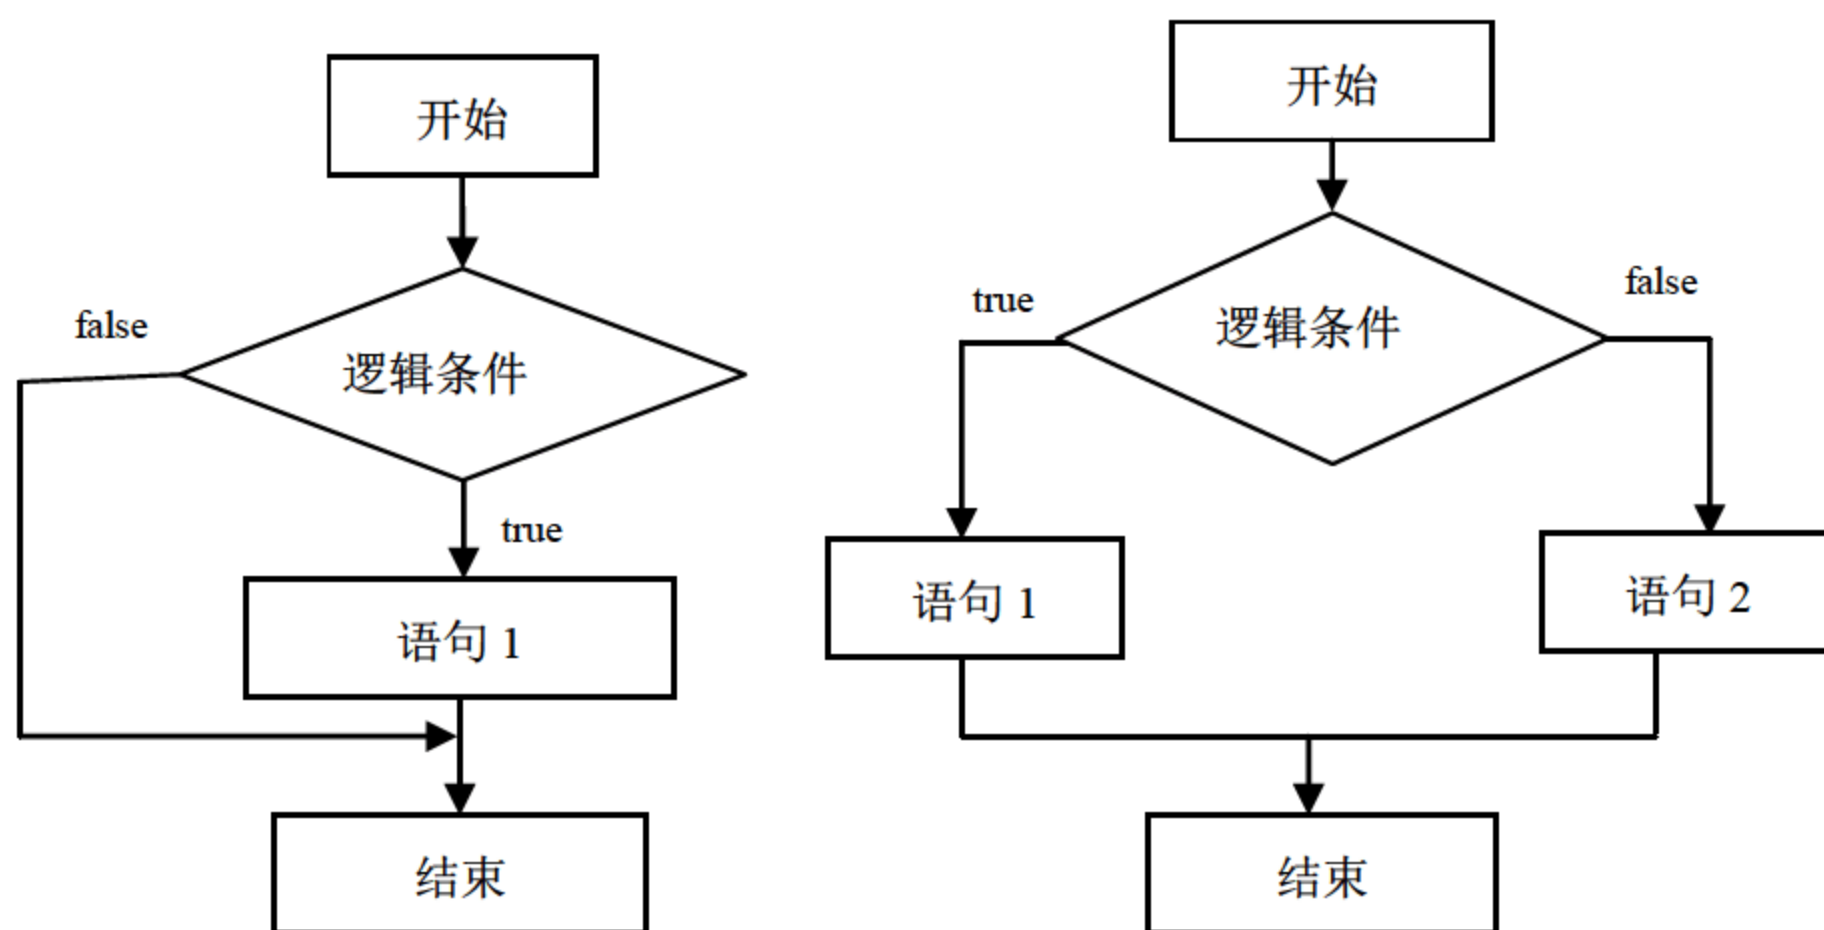 开始
false
逻辑条件
true
语句 1
结束
开始
true
逻辑条件
false
语句 1
语句 2
结束